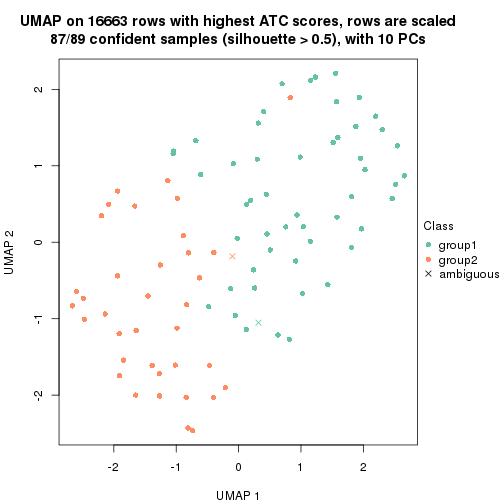 UMAP on 16663 rows with highest ATC scores, rows are scaled
87/89 confident samples (silhouette > 0.5), with 10 PCs
2
1
0
-1
-2
UMAP 2
-2
-1
0
1
2
UMAP 1
Class
group1
group2
ambiguous